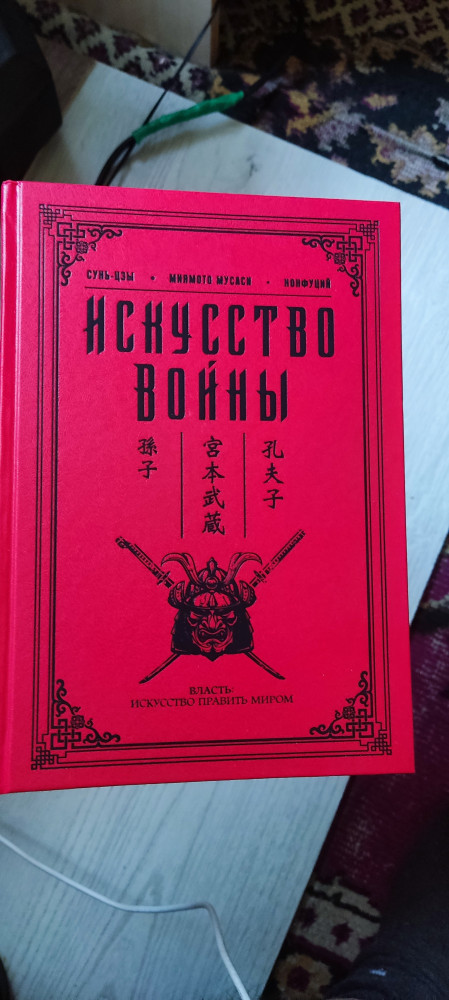 СУНЬ-ЦЗЫ • МИЯМОТО МУСАСИ • КОНФУЦИЙ
ИСКУССТВО
ВОЙНЫ
孫子
宮本武蔵
孔夫子
ВЛАСТЬ:
ИСКУССТВО ПРАВИТЬ МИРОМ